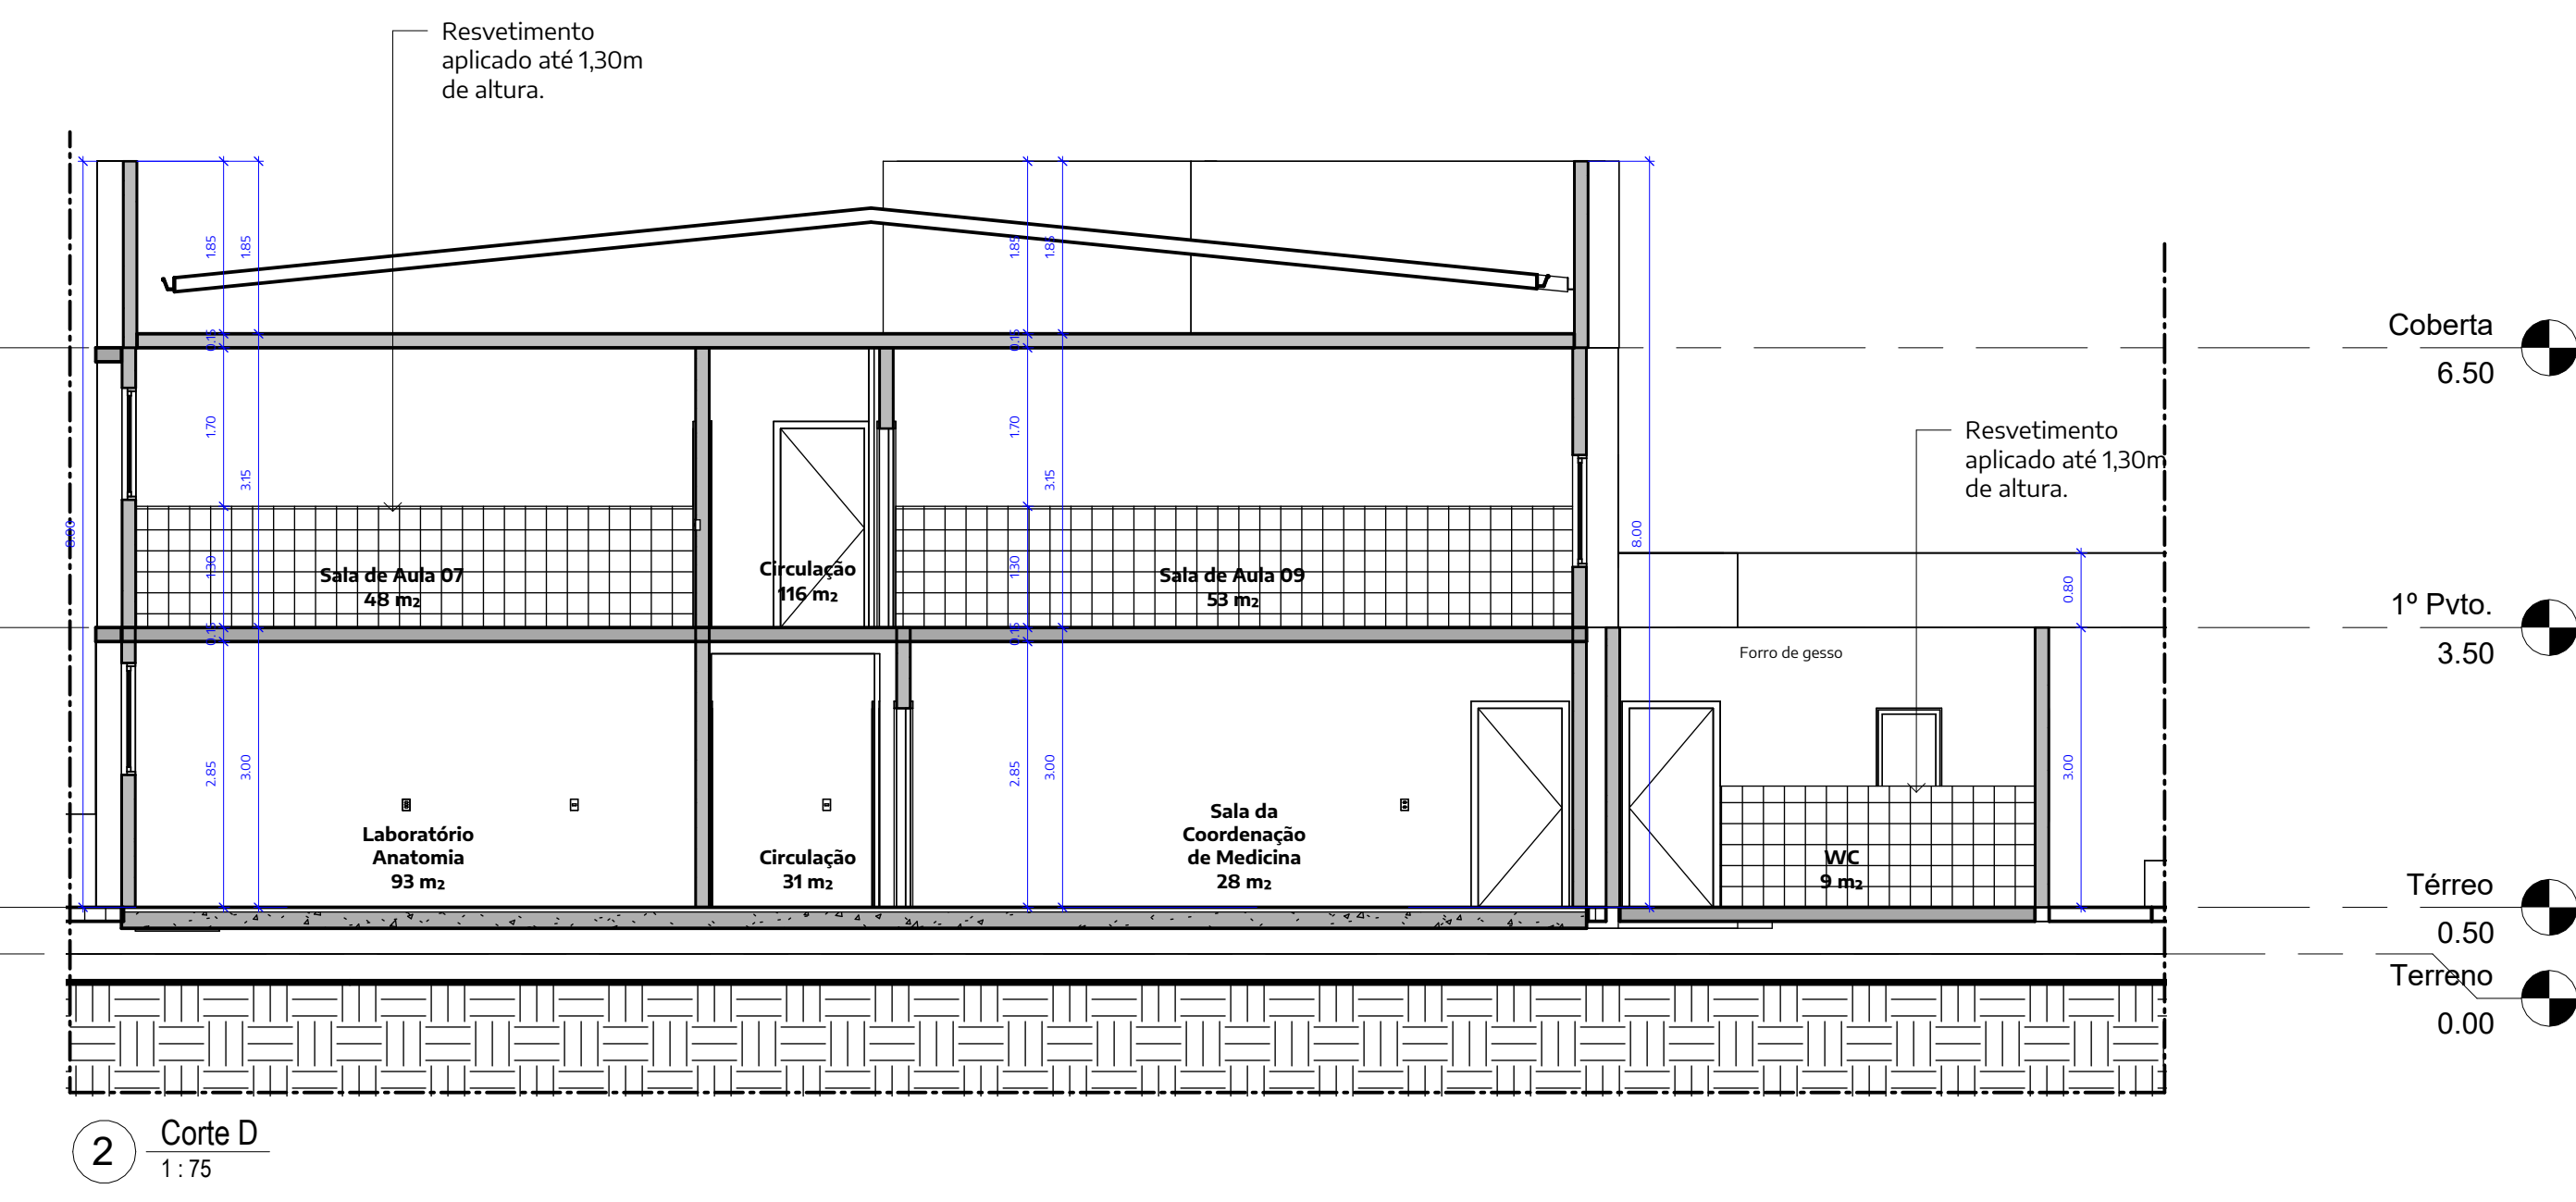 Resvetimento
aplicado até 1,30m
de altura.
1.85
1.85
1.85
1.85
Coberta
6.50
0.15
0.15
1.70
3.15
1.70
3.15
8.00
8.00
Resvetimento
aplicado até 1,30m
de altura.
1.30
Sala de Aula 07
48 m²
Circulação
116 m²
1.30
Sala de Aula 09
53 m²
0.80
1º Pvto.
3.50
0.15
0.15
Forro de gesso
2.85
3.00
2.85
3.00
3.00
Laboratório
Anatomia
93 m²
Circulação
31 m²
Sala da
Coordenação
de Medicina
28 m²
WC
9 m²
Térreo
0.50
Terreno
0.00
2
Corte D
1 : 75